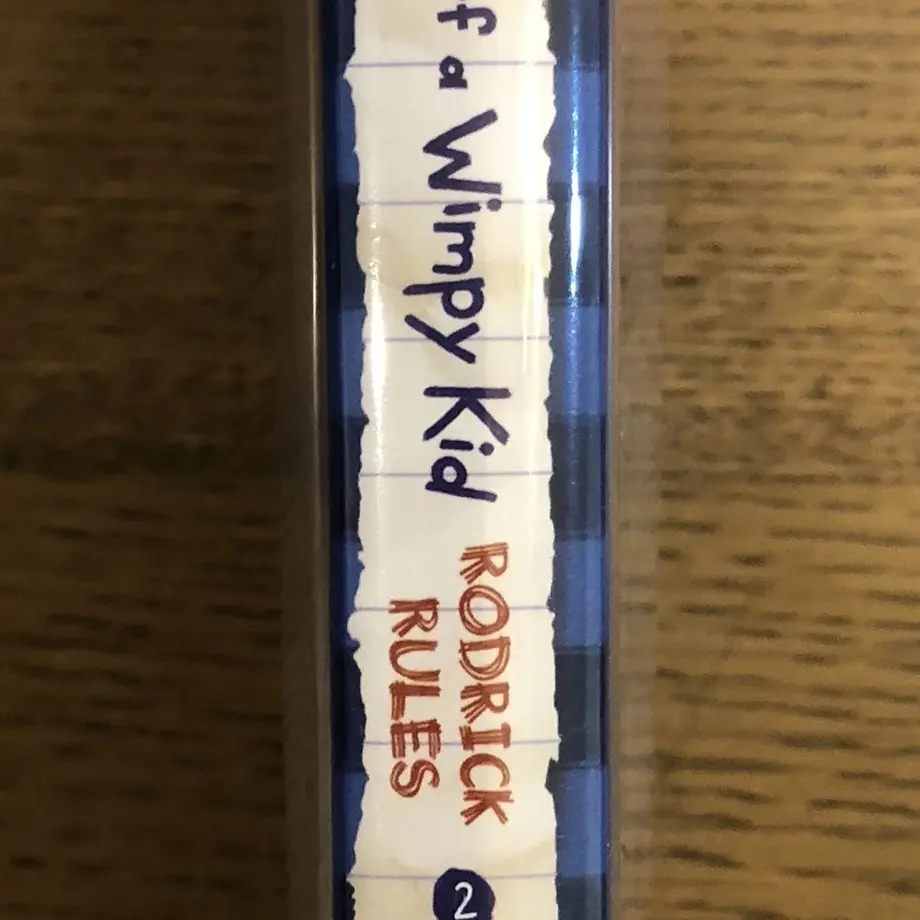 f a Wimpy Kid
RODRICK
RULES
2